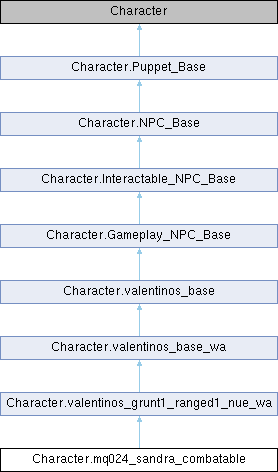 Character
Character.Puppet_Base
Character.NPC_Base
Character.Interactable_NPC_Base
Character.Gameplay_NPC_Base
Character.valentinos_base
Character.valentinos_base_wa
Character.valentinos_grunt1_ranged1_nue_wa
Character.mq024_sandra_combatable